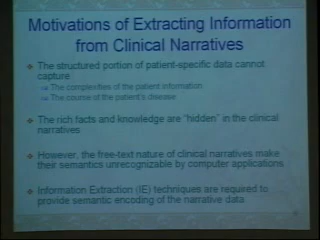 Motivations of Extracting Information
from Clinical Narratives
The structured portion of patient-specific data cannot
capture
The complexities of the patient information
The course of the patient's disease
The rich facts and knowledge are "hidden" in the clinical
narratives
However, the free-text nature of clinical narratives make
their semantics unrecognizable by computer applications
Information Extraction (IE) techniques are required to
provide semantic encoding of the narrative data